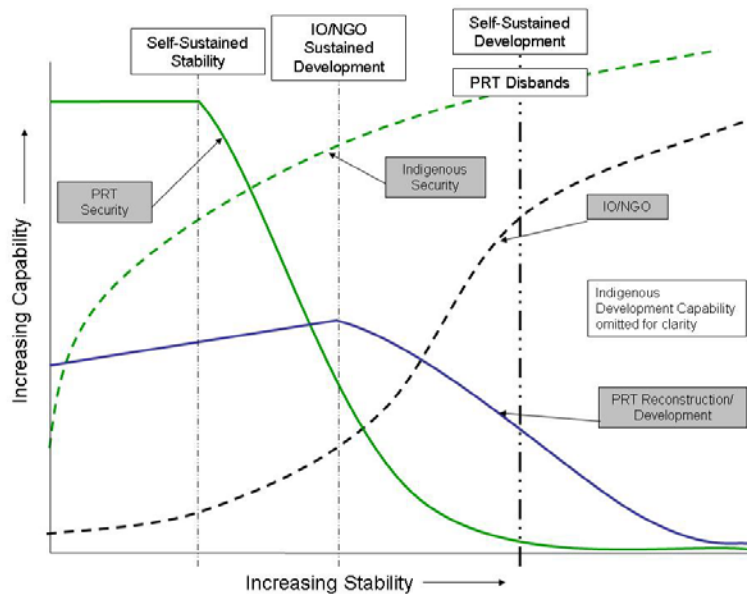 Self-Sustained
Stability
IO/NGO
Sustained
Development
Self-Sustained
Development
PRT Disbands
PRT
Security
Indigenous
Security
IO/NGO
Indigenous
Development Capability
omitted for clarity
PRT Reconstruction/
Development
Increasing Capability
Increasing Stability